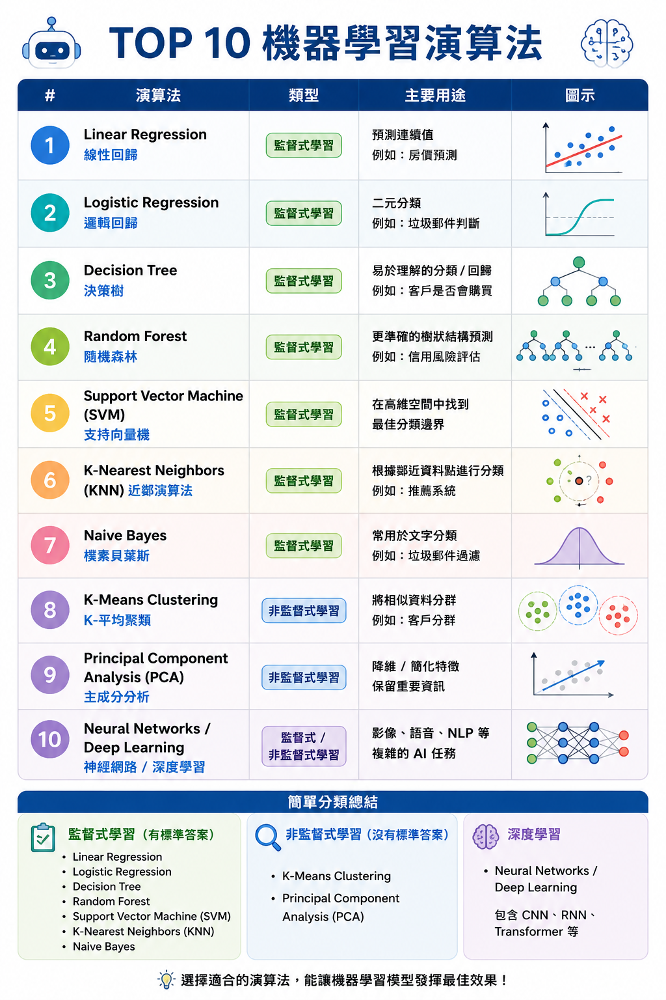 TOP 10 機器學習演算法
# 演算法 類型 主要用途 圖示
1
Linear Regression
線性回歸
監督式學習
預測連續值
例如：房價預測
2
Logistic Regression
邏輯回歸
監督式學習
二元分類
例如：垃圾郵件判斷
3
Decision Tree
決策樹
監督式學習
易於理解的分類 / 回歸
例如：客戶是否會購買
4
Random Forest
隨機森林
監督式學習
更準確的樹狀結構預測
例如：信用風險評估
...
5
Support Vector Machine
(SVM)
支持向量機
監督式學習
在高維空間中找到
最佳分類邊界
6
K-Nearest Neighbors
(KNN) 近鄰演算法
監督式學習
根據鄰近資料點進行分類
例如：推薦系統
?
7
Naive Bayes
樸素貝葉斯
監督式學習
常用於文字分類
例如：垃圾郵件過濾
8
K-Means Clustering
K-平均聚類
非監督式學習
將相似資料分群
例如：客戶分群
9
Principal Component
Analysis (PCA)
主成分分析
非監督式學習
降維 / 簡化特徵
保留重要資訊
10
Neural Networks /
Deep Learning
神經網路 / 深度學習
監督式 /
非監督式學習
影像、語音、NLP 等
複雜的 AI 任務
簡單分類總結
監督式學習（有標準答案）
• Linear Regression
• Logistic Regression
• Decision Tree
• Random Forest
• Support Vector Machine (SVM)
• K-Nearest Neighbors (KNN)
• Naive Bayes
非監督式學習（沒有標準答案）
• K-Means Clustering
• Principal Component
Analysis (PCA)
深度學習
• Neural Networks /
Deep Learning
包含 CNN、RNN、
Transformer 等
選擇適合的演算法，能讓機器學習模型發揮最佳效果！